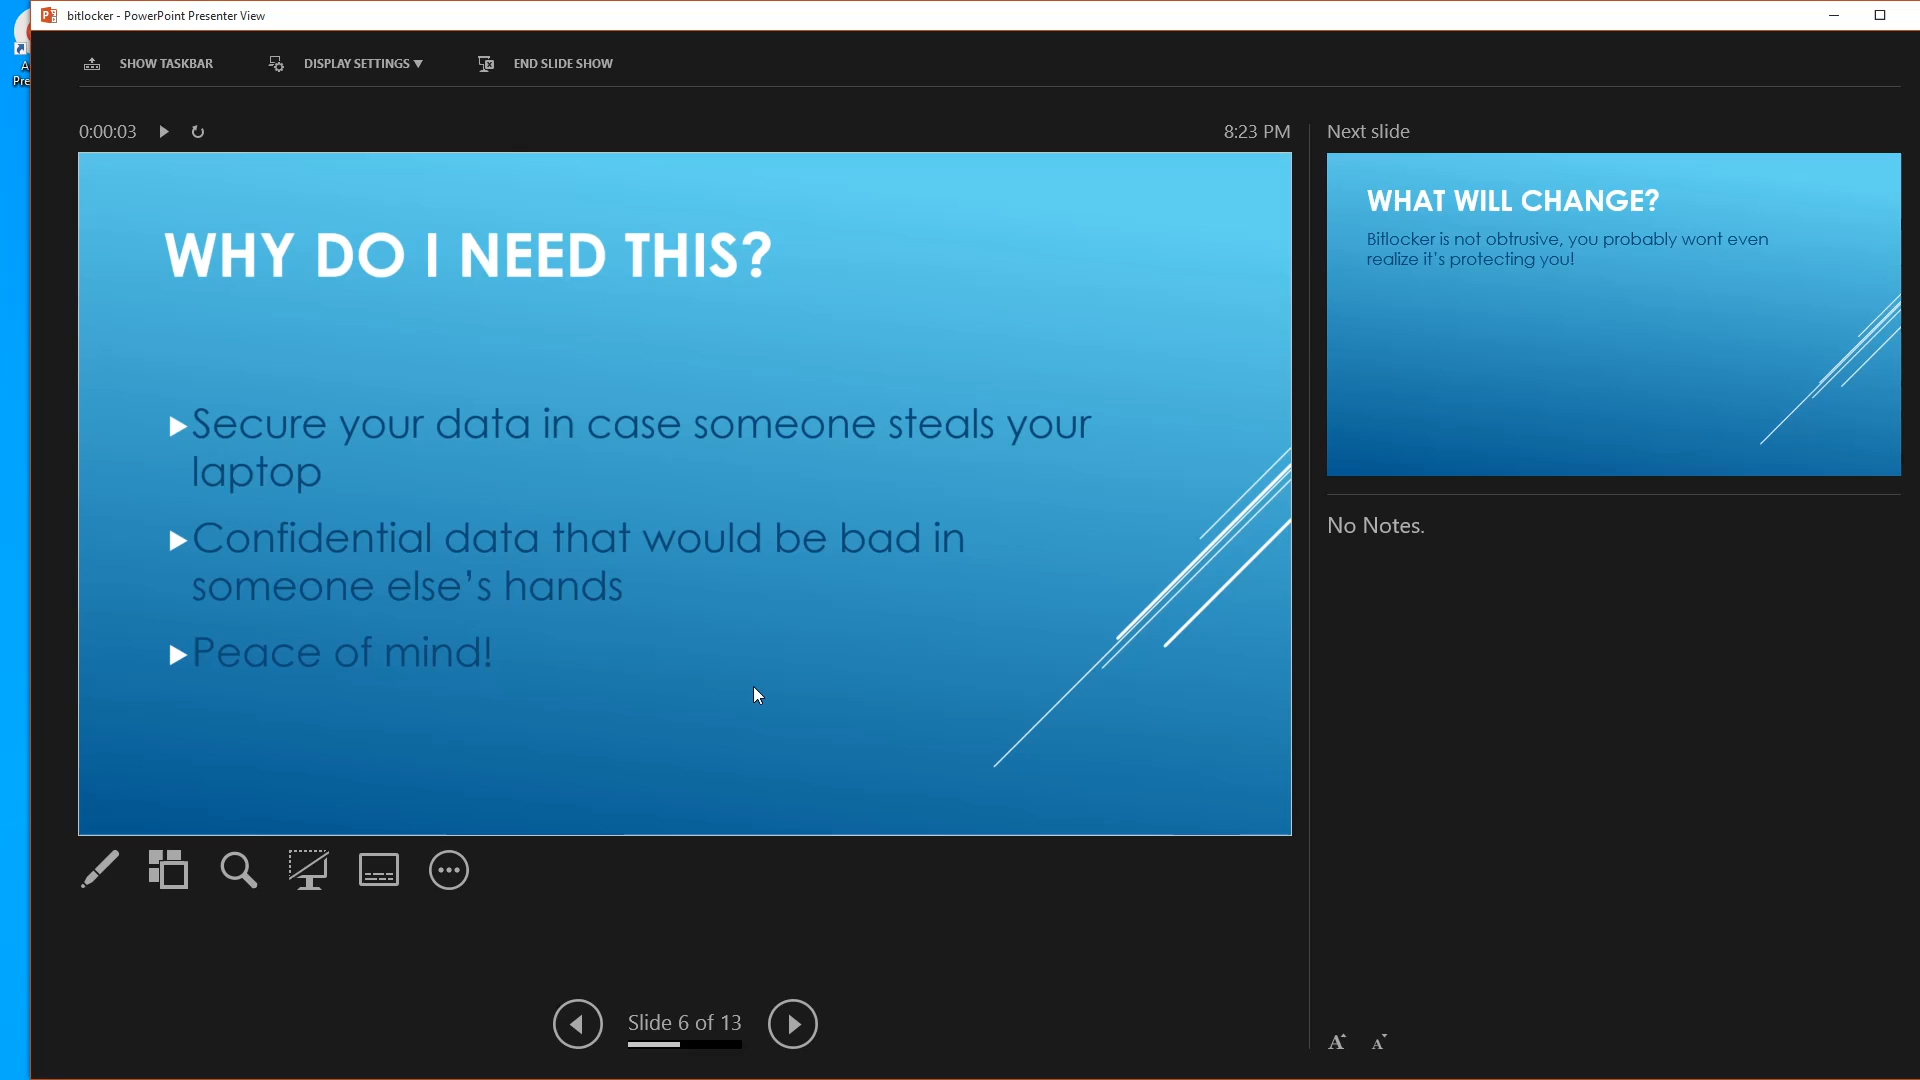 bitlocker - PowerPoint Presenter View
SHOW TASKBAR
DISPLAY SETTINGS ▼
END SLIDE SHOW
0:00:03
8:23 PM
WHY DO I NEED THIS?
Secure your data in case someone steals your
laptop
Confidential data that would be bad in
someone else’s hands
Peace of mind!
Next slide
WHAT WILL CHANGE?
Bitlocker is not obtrusive, you probably wont even
realize it’s protecting you!
No Notes.
Slide 6 of 13
A A